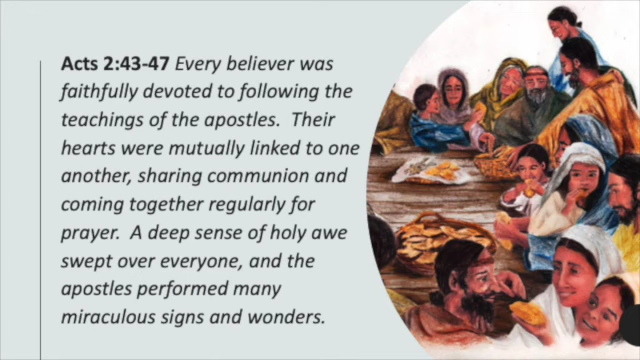 Acts 2:43-47 Every believer was
faithfully devoted to following the
teachings of the apostles.  Their
hearts were mutually linked to one
another, sharing communion and
coming together regularly for
prayer.  A deep sense of holy awe
swept over everyone, and the
apostles performed many
miraculous signs and wonders.